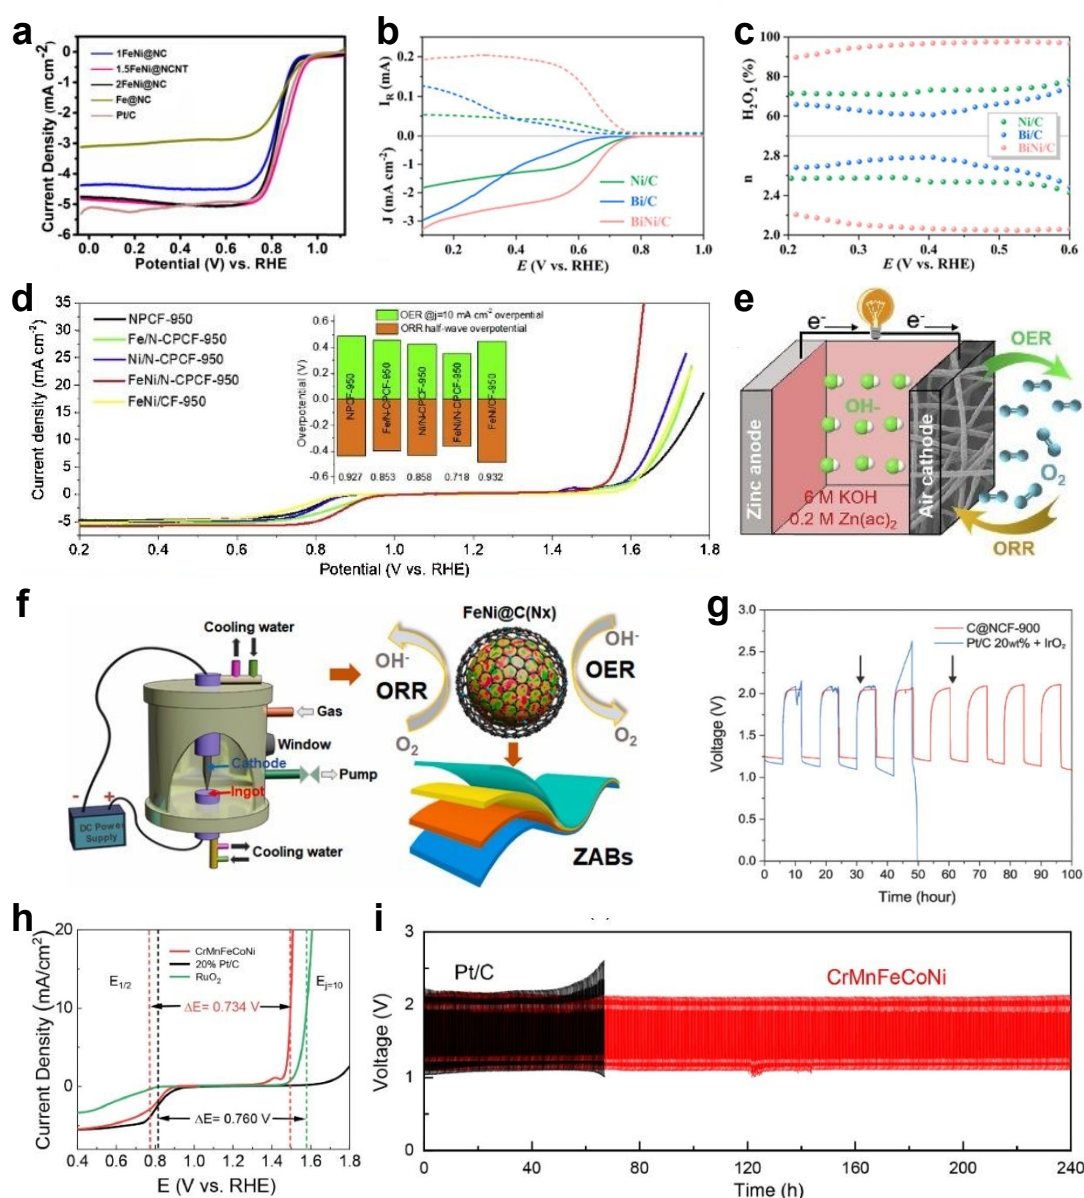 a
Current Density (mA cm-2)
0
-1
-2
-3
-4
-5
-6
1FeNi@NC
1.5FeNi@NCNT
2FeNi@NC
Fe@NC
Pt/C
0.0 0.2 0.4 0.6 0.8 1.0
Potential (V) vs. RHE
b
I_R (mA)
J (mA cm⁻²)
0.2
0.1
0.0
-1
-2
-3
Ni/C
Bi/C
BiNi/C
0.2 0.4 0.6 0.8 1.0
E (V vs. RHE)
c
H₂O₂ (%)
n
100
80
60
2.8
2.4
2.0
Ni/C
Bi/C
BiNi/C
0.2 0.3 0.4 0.5 0.6
E (V vs. RHE)
d
Current density (mA cm⁻²)
35
30
25
20
15
10
5
0
-5
NPCF-950
Fe/N-CPCF-950
Ni/N-CPCF-950
FeNi/N-CPCF-950
FeNi/CF-950
OER @j=10 mA cm⁻² overpential
ORR half-wave overpotential
Overpotential (V)
0.6
0.4
0.2
0.0
-0.2
-0.4
-0.6
NPCF-950
Fe/N-CPCF-950
Ni/N-CPCF-950
FeNi/N-CPCF-950
FeNi/CF-950
0.927 0.853 0.858 0.718 0.932
0.2 0.4 0.6 0.8 1.0 1.2 1.4 1.6 1.8
Potential (V vs. RHE)
e
e⁻
e⁻
OER
OH-
O₂
Zinc anode
Air cathode
6 M KOH
0.2 M Zn(ac)₂
ORR
f
Cooling water
Gas
Window
Cathode
Pump
Ingot
- +
DC Power
Supply
Cooling water
FeNi@C(Nx)
OH-
ORR
O₂
OH-
OER
O₂
ZABs
g
Voltage (V)
3.0
2.5
2.0
1.5
1.0
0.5
0.0
C@NCF-900
Pt/C 20wt% + IrO₂
0 10 20 30 40 50 60 70 80 90 100
Time (hour)
h
Current Density (mA/cm²)
20
10
0
CrMnFeCoNi
20% Pt/C
RuO₂
E₁/₂
E_j=10
ΔE= 0.734 V
ΔE= 0.760 V
0.4 0.6 0.8 1.0 1.2 1.4 1.6 1.8
E (V vs. RHE)
i
Voltage (V)
3
2
1
0
Pt/C
CrMnFeCoNi
0 40 80 120 160 200 240
Time (h)